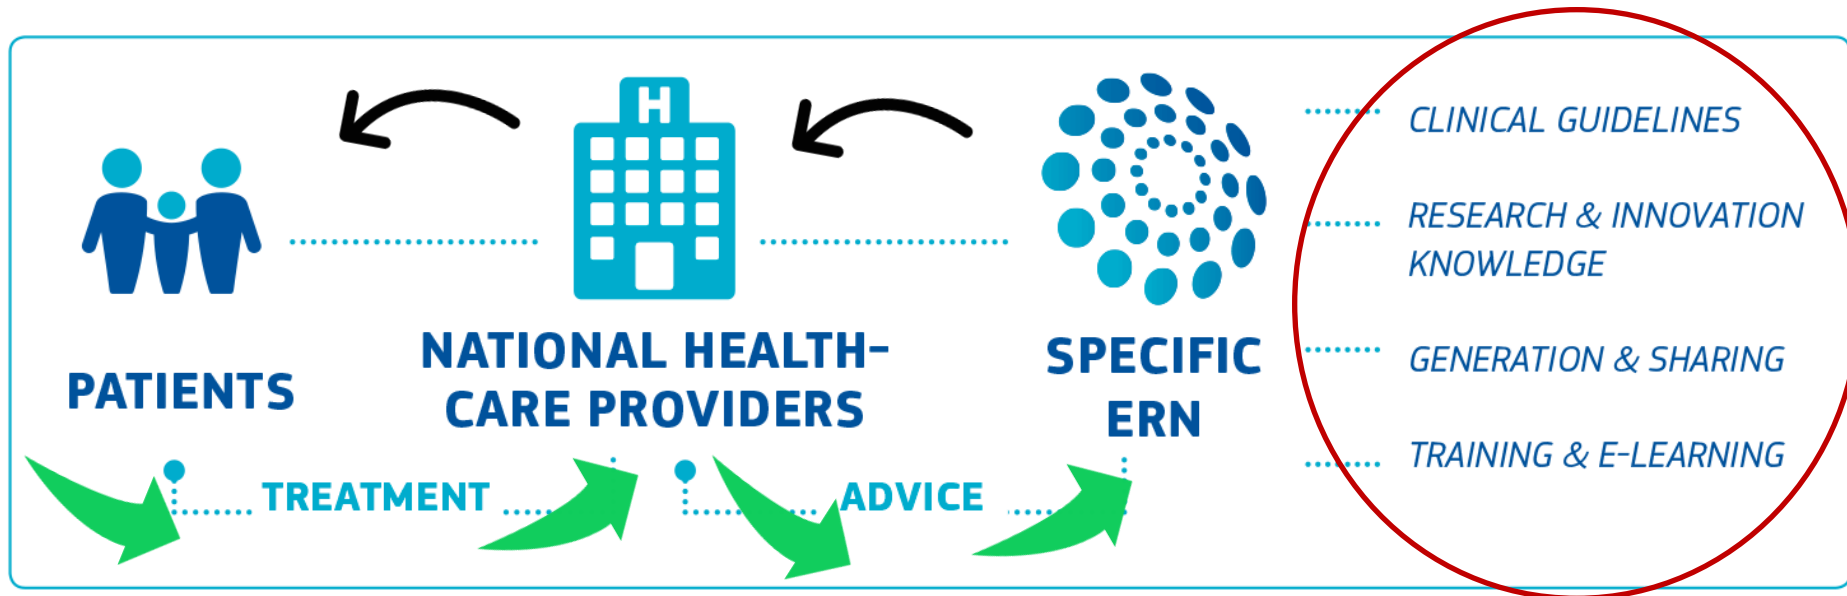 H
PATIENTS
NATIONAL HEALTH-
CARE PROVIDERS
SPECIFIC
ERN
TREATMENT
ADVICE
CLINICAL GUIDELINES
RESEARCH & INNOVATION
KNOWLEDGE
GENERATION & SHARING
TRAINING & E-LEARNING